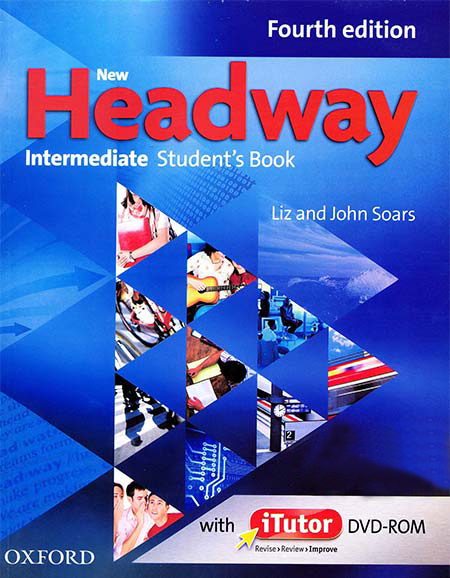 Fourth edition
New
Headway
Intermediate Student's Book
Liz and John Soars
2
with iTutor DVD-ROM
Revise › Review › Improve
OXFORD